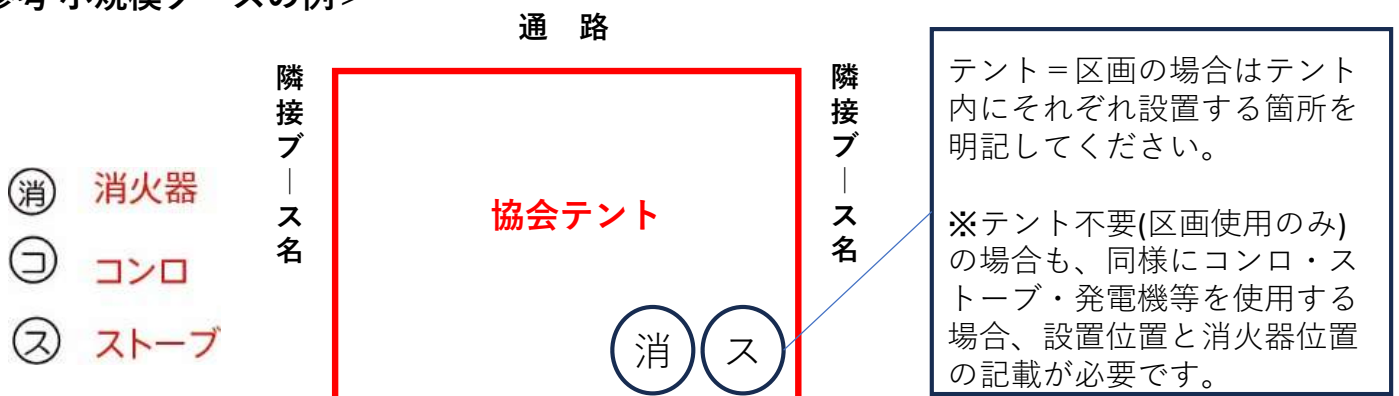 参考 小規模ブースの例>
通　路
隣接ブース名
隣接ブース名
消 消火器
コ コンロ
ス ストーブ
協会テント
消 ス
テント＝区画の場合はテント
内にそれぞれ設置する箇所を
明記してください。
※テント不要(区画使用のみ)
の場合も、同様にコンロ・ス
トーブ・発電機等を使用する
場合、設置位置と消火器位置
の記載が必要です。